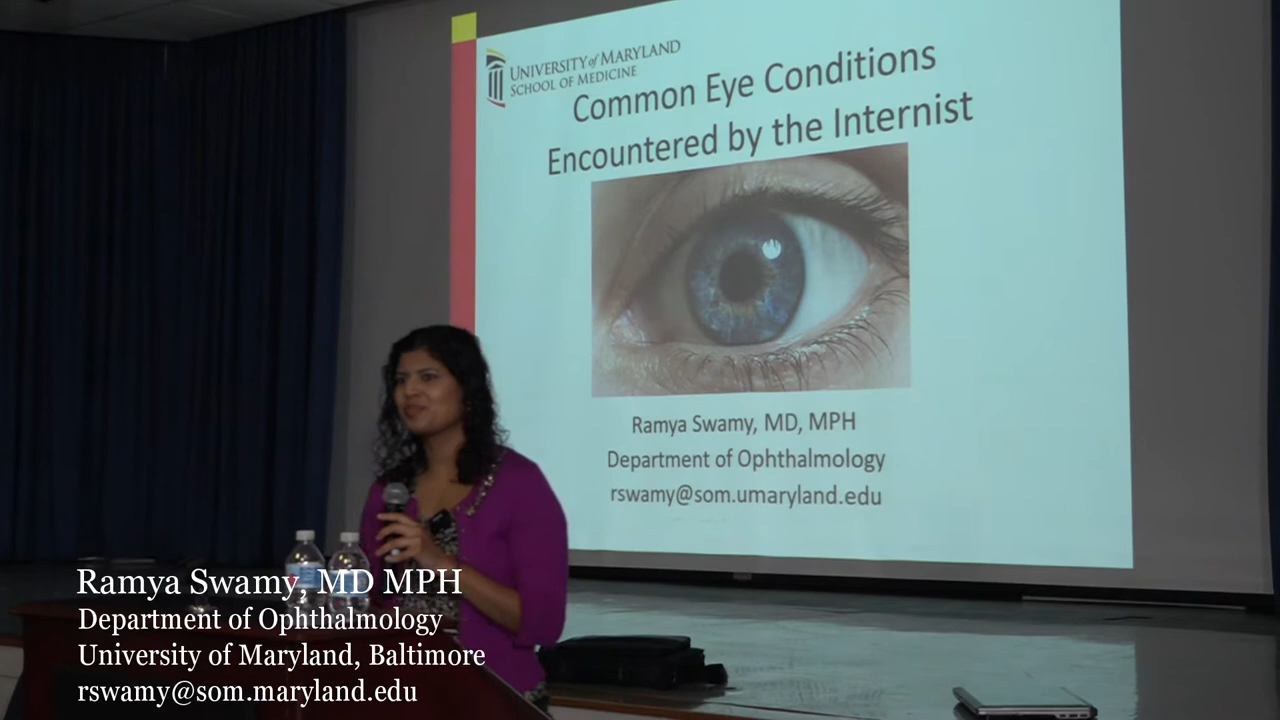 UNIVERSITY of MARYLAND
SCHOOL OF MEDICINE
Common Eye Conditions
Encountered by the Internist
Ramya Swamy, MD, MPH
Department of Ophthalmology
rswamy@som.umaryland.edu
Ramya Swamy, MD MPH
Department of Ophthalmology
University of Maryland, Baltimore
rswamy@som.maryland.edu